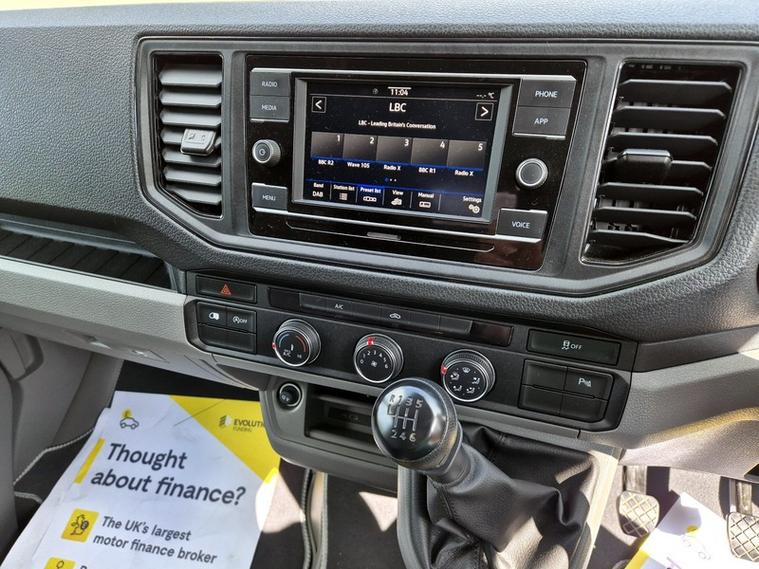 RADIO
MEDIA
MENU
PHONE
APP
VOICE
11:04
--.- °C
LBC
LBC - Leading Britain's Conversation
1 2 3 4 5
BBC R2 Wave 105 Radio X BBC R1 Radio X
Band Station list Preset list View Manual Settings
DAB
A/C
OFF
OFF
R 1 3 5
2 4 6
EVOLUTI
FUNDING
Thought
about finance?
The UK's largest
motor finance broker